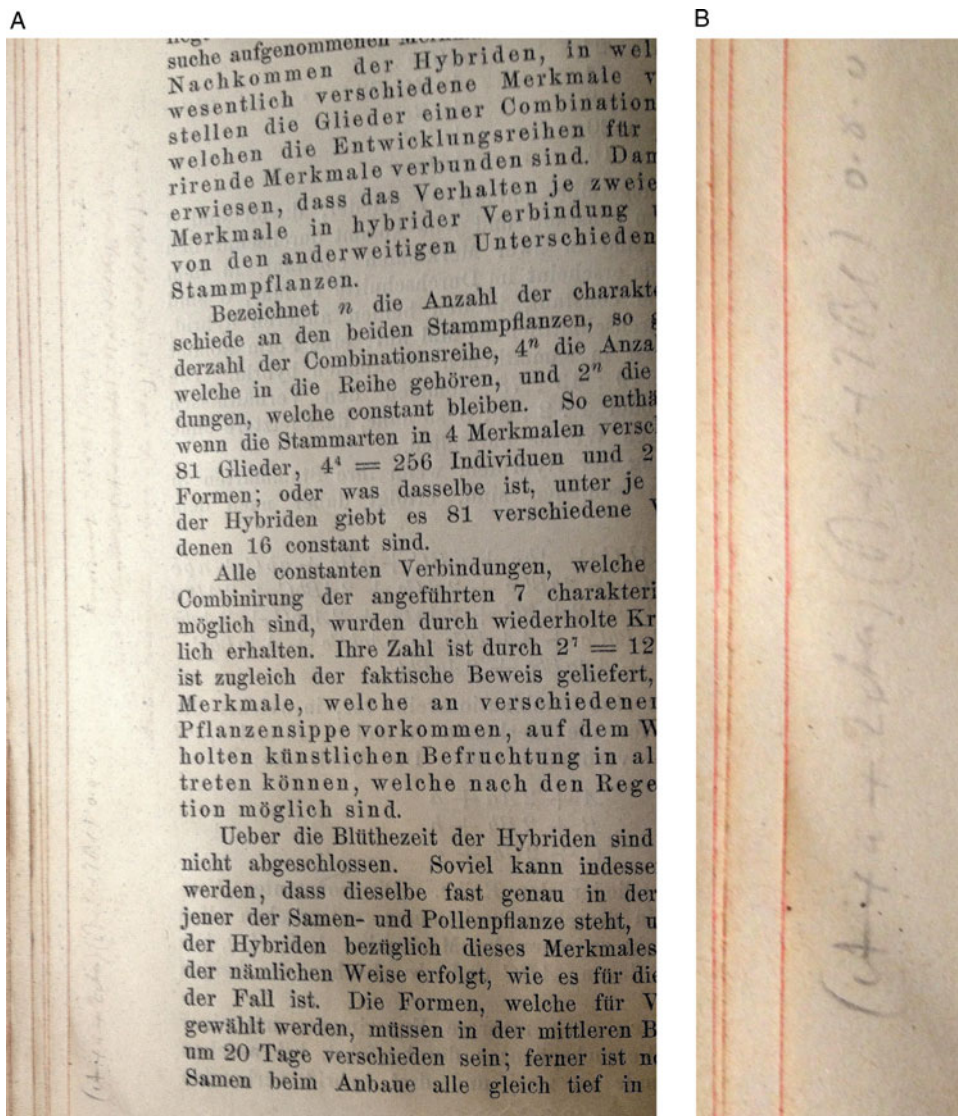 A
suche aufgenommenen
Nachkommen der Hybriden, in wel
wesentlich verschiedene Merkmale v
stellen die Glieder einer Combination
welchen die Entwicklungsreihen für
rirende Merkmale verbunden sind. Dam
erwiesen, dass das Verhalten je zweie
Merkmale in hybrider Verbindung
von den anderweitigen Unterschieden
Stammpflanzen.
Bezeichnet n die Anzahl der charakte
schiede an den beiden Stammpflanzen, so g
derzahl der Combinationsreihe, 4ⁿ die Anza
welche in die Reihe gehören, und 2ⁿ die
dungen, welche constant bleiben. So enthä
wenn die Stammarten in 4 Merkmalen versc
81 Glieder, 4⁴ = 256 Individuen und 2
Formen; oder was dasselbe ist, unter je
der Hybriden giebt es 81 verschiedene V
denen 16 constant sind.
Alle constanten Verbindungen, welche
Combinirung der angeführten 7 charakteri
möglich sind, wurden durch wiederholte Kr
lich erhalten. Ihre Zahl ist durch 2⁷ = 12
ist zugleich der faktische Beweis geliefert,
Merkmale, welche an verschiedenen
Pflanzensippe vorkommen, auf dem W
holten künstlichen Befruchtung in al
treten können, welche nach den Rege
tion möglich sind.
Ueber die Blüthezeit der Hybriden sind
nicht abgeschlossen. Soviel kann indesse
werden, dass dieselbe fast genau in der
jener der Samen- und Pollenpflanze steht, u
der Hybriden bezüglich dieses Merkmales
der nämlichen Weise erfolgt, wie es für die
der Fall ist. Die Formen, welche für V
gewählt werden, müssen in der mittleren B
um 20 Tage verschieden sein; ferner ist n
Samen beim Anbaue alle gleich tief in
B